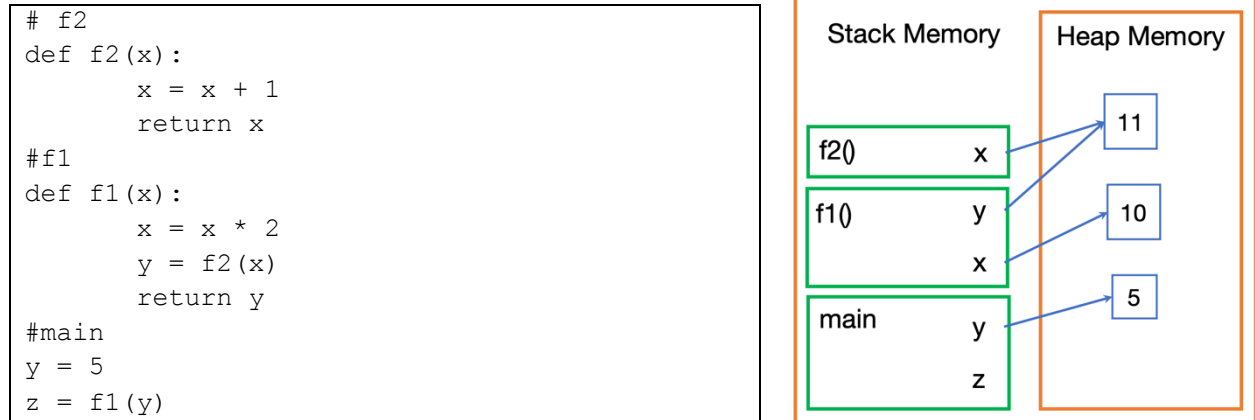 # f2
def f2(x):
        x = x + 1
        return x
#f1
def f1(x):
        x = x * 2
        y = f2(x)
        return y
#main
y = 5
z = f1(y)
Stack Memory
Heap Memory
11
f2() x
f1() y
10
x
5
main y
z